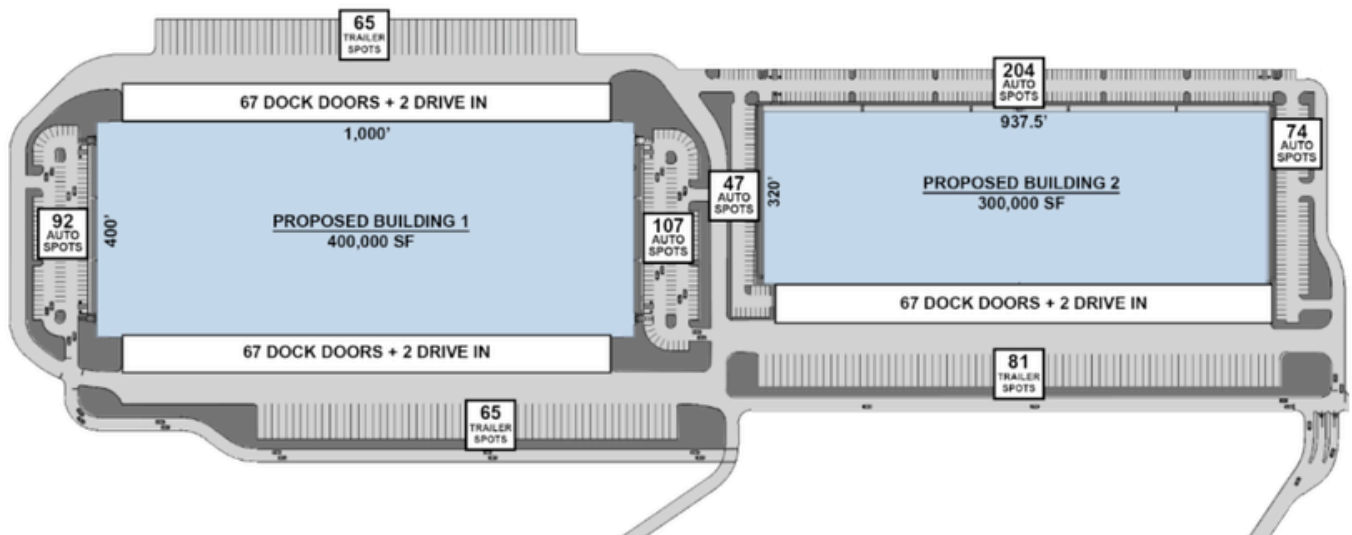 65
TRAILER
SPOTS
67 DOCK DOORS + 2 DRIVE IN
1,000'
400'
PROPOSED BUILDING 1
400,000 SF
92
AUTO
SPOTS
107
AUTO
SPOTS
67 DOCK DOORS + 2 DRIVE IN
65
TRAILER
SPOTS
204
AUTO
SPOTS
937.5'
47
AUTO
SPOTS
320'
PROPOSED BUILDING 2
300,000 SF
74
AUTO
SPOTS
67 DOCK DOORS + 2 DRIVE IN
81
TRAILER
SPOTS